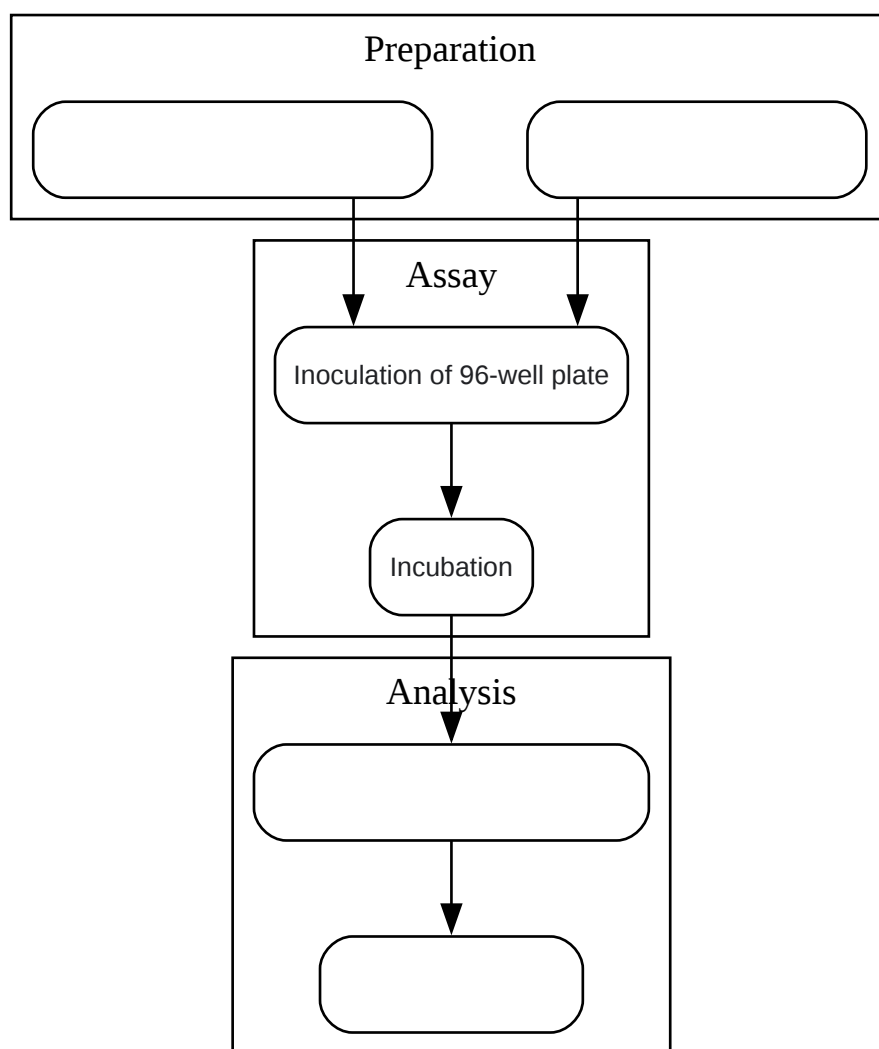 Preparation
Assay
Inoculation of 96-well plate
Incubation
Analysis